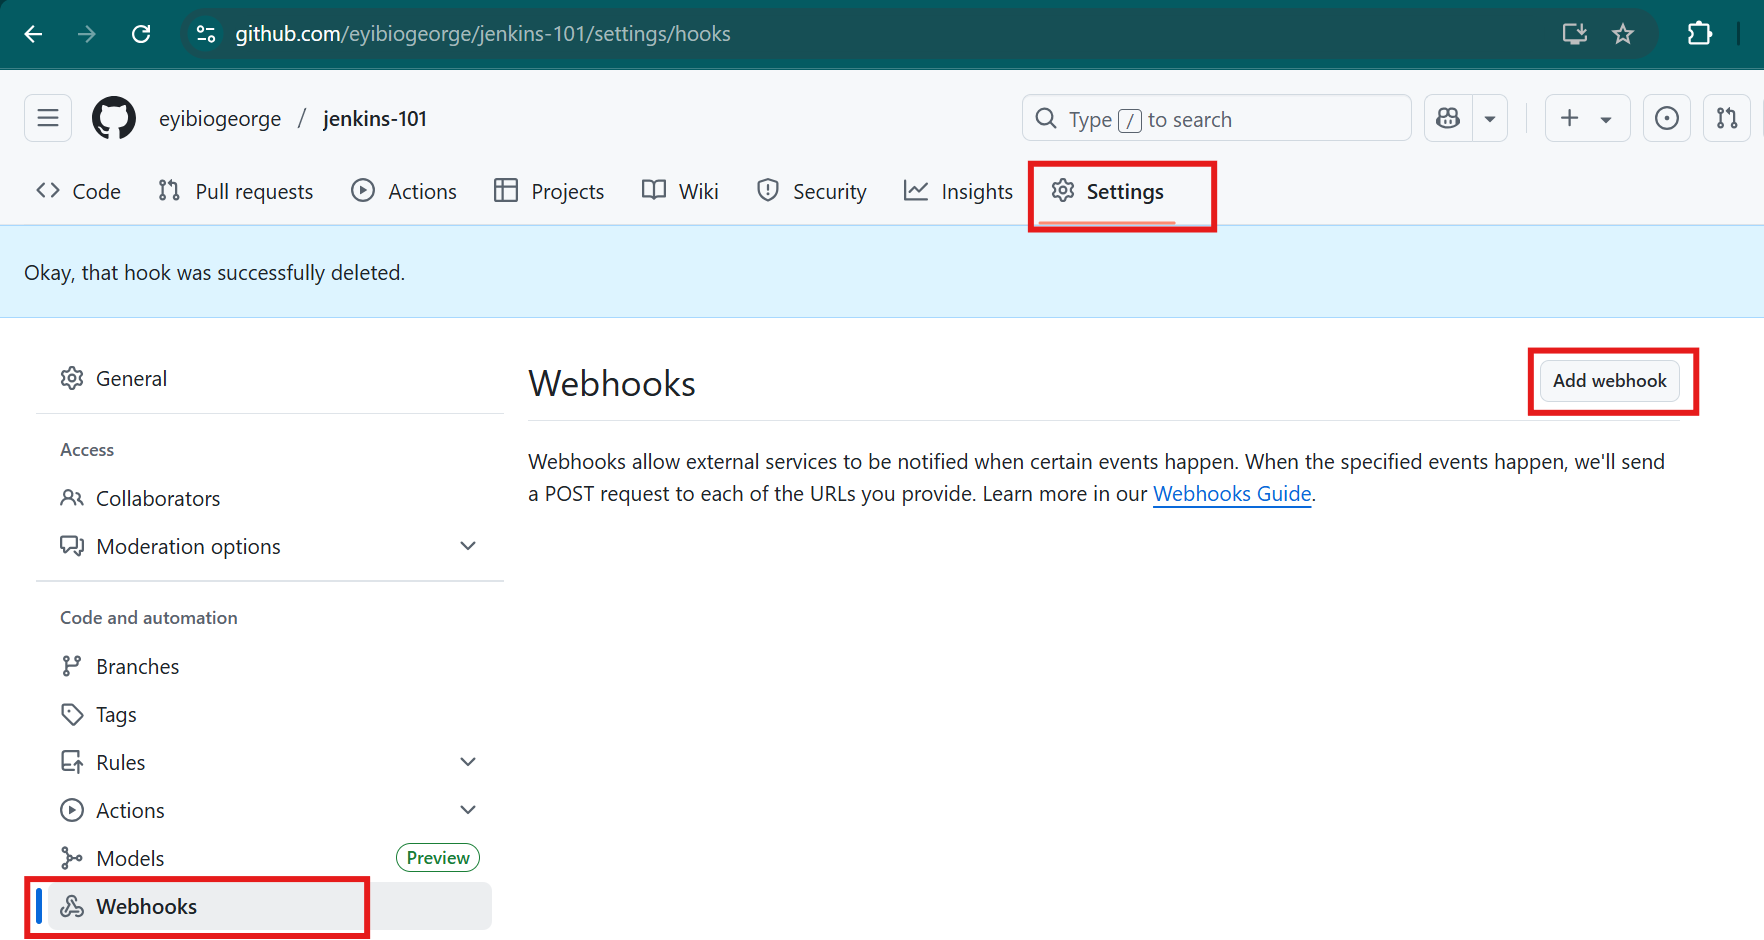 github.com/eyibiogeorge/jenkins-101/settings/hooks
eyibiogeorge / jenkins-101
Type / to search
Code Pull requests Actions Projects Wiki Security Insights Settings
Okay, that hook was successfully deleted.
General
Access
Collaborators
Moderation options
Code and automation
Branches
Tags
Rules
Actions
Models Preview
Webhooks
Webhooks
Add webhook
Webhooks allow external services to be notified when certain events happen. When the specified events happen, we'll send
a POST request to each of the URLs you provide. Learn more in our Webhooks Guide.